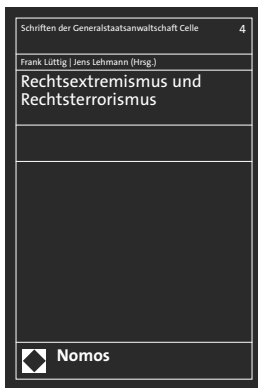 Schriften der Generalstaatsanwaltschaft Celle 4
Frank Lüttig | Jens Lehmann (Hrsg.)
Rechtsextremismus und
Rechtsterrorismus
Nomos